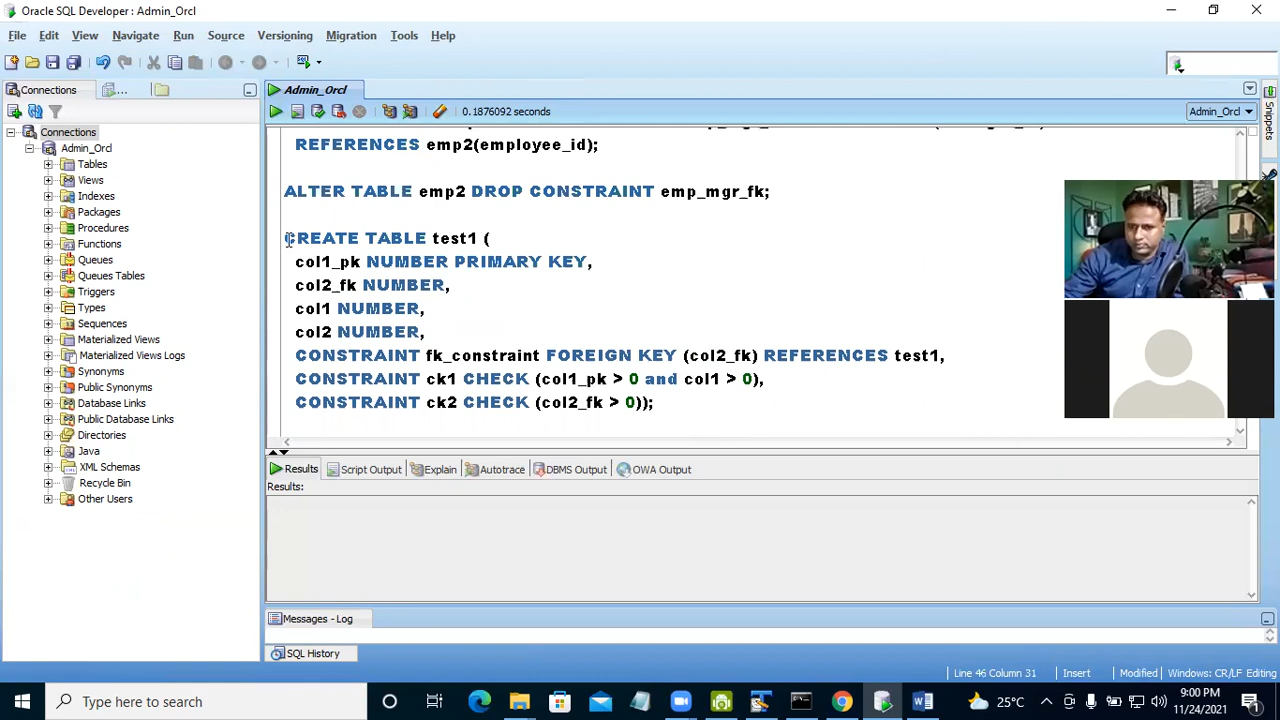 Oracle SQL Developer : Admin_Orcl
File Edit View Navigate Run Source Versioning Migration Tools Help
Connections
...
Admin_Orcl
0.1876092 seconds
Admin_Orcl
Snippets
Connections
Admin_Orcl
Tables
Views
Indexes
Packages
Procedures
Functions
Queues
Queues Tables
Triggers
Types
Sequences
Materialized Views
Materialized Views Logs
Synonyms
Public Synonyms
Database Links
Public Database Links
Directories
Java
XML Schemas
Recycle Bin
Other Users
REFERENCES emp2(employee_id);
ALTER TABLE emp2 DROP CONSTRAINT emp_mgr_fk;
CREATE TABLE test1 (
col1_pk NUMBER PRIMARY KEY,
col2_fk NUMBER,
col1 NUMBER,
col2 NUMBER,
CONSTRAINT fk_constraint FOREIGN KEY (col2_fk) REFERENCES test1,
CONSTRAINT ck1 CHECK (col1_pk > 0 and col1 > 0),
CONSTRAINT ck2 CHECK (col2_fk > 0));
Results Script Output Explain Autotrace DBMS Output OWA Output
Results:
Messages - Log
SQL History
Line 46 Column 31 Insert Modified Windows: CR/LF Editing
Type here to search
25°C
9:00 PM
11/24/2021
1